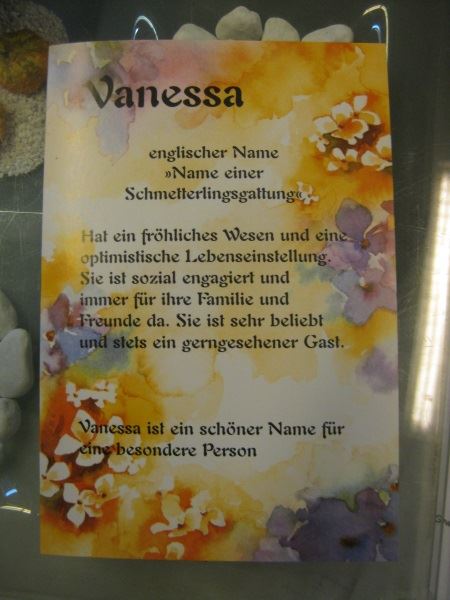 Vanessa
englischer Name
»Name einer
Schmetterlingsgattung«
Hat ein fröhliches Wesen und eine
optimistische Lebenseinstellung.
Sie ist sozial engagiert und
immer für ihre Familie und
Freunde da. Sie ist sehr beliebt
und stets ein gerngesehener Gast.
Vanessa ist ein schöner Name für
eine besondere Person